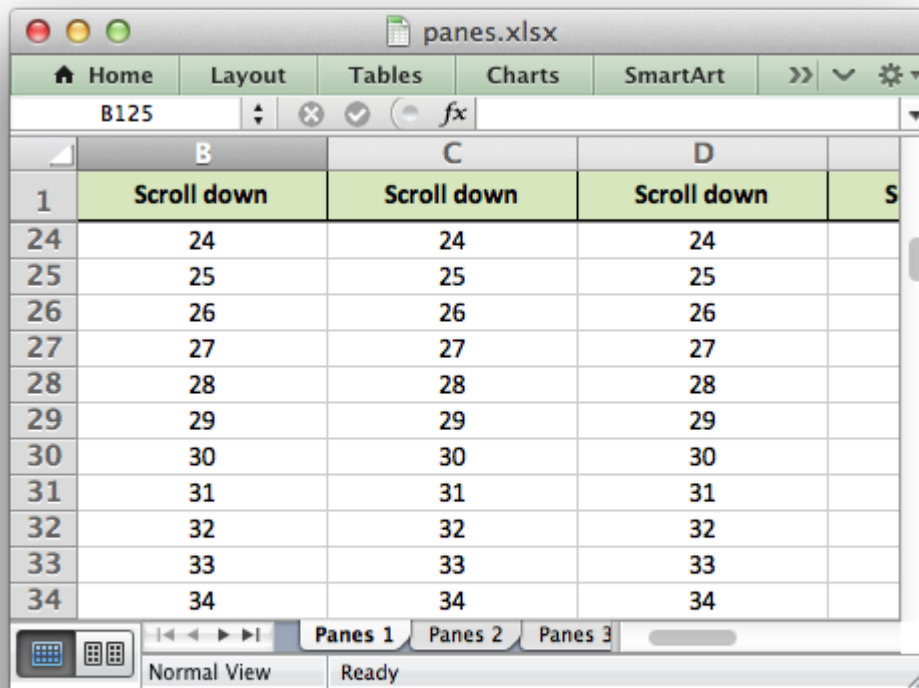 panes.xlsx
Home Layout Tables Charts SmartArt
B125 fx
B C D
1 Scroll down Scroll down Scroll down S
24 24 24 24
25 25 25 25
26 26 26 26
27 27 27 27
28 28 28 28
29 29 29 29
30 30 30 30
31 31 31 31
32 32 32 32
33 33 33 33
34 34 34 34
Panes 1 Panes 2 Panes 3
Normal View Ready